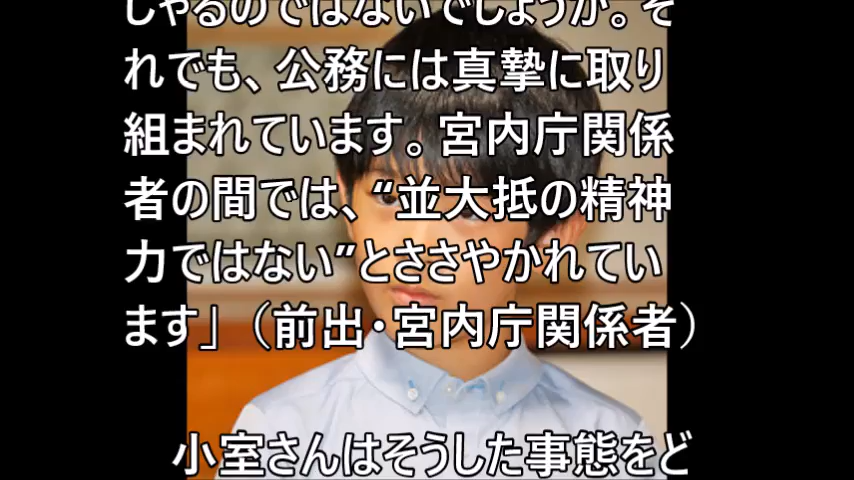 しゃるのではないでしょうか。そ
れでも、公務には真摯に取り
組まれています。宮内庁関係
者の間では、“並大抵の精神
力ではない”とささやかれてい
ます」（前出・宮内庁関係者）
小室さんはそうした事態をど